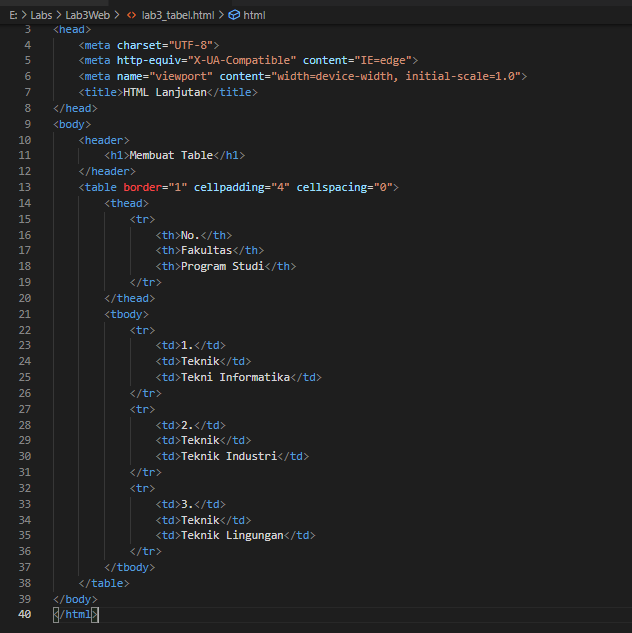 E: > Labs > Lab3Web > <> lab3_tabel.html > html
3 <head>
4 <meta charset="UTF-8">
5 <meta http-equiv="X-UA-Compatible" content="IE=edge">
6 <meta name="viewport" content="width=device-width, initial-scale=1.0">
7 <title>HTML Lanjutan</title>
8 </head>
9 <body>
10 <header>
11 <h1>Membuat Table</h1>
12 </header>
13 <table border="1" cellpadding="4" cellspacing="0">
14 <thead>
15 <tr>
16 <th>No.</th>
17 <th>Fakultas</th>
18 <th>Program Studi</th>
19 </tr>
20 </thead>
21 <tbody>
22 <tr>
23 <td>1.</td>
24 <td>Teknik</td>
25 <td>Tekni Informatika</td>
26 </tr>
27 <tr>
28 <td>2.</td>
29 <td>Teknik</td>
30 <td>Teknik Industri</td>
31 </tr>
32 <tr>
33 <td>3.</td>
34 <td>Teknik</td>
35 <td>Teknik Lingungan</td>
36 </tr>
37 </tbody>
38 </table>
39 </body>
40 </html>